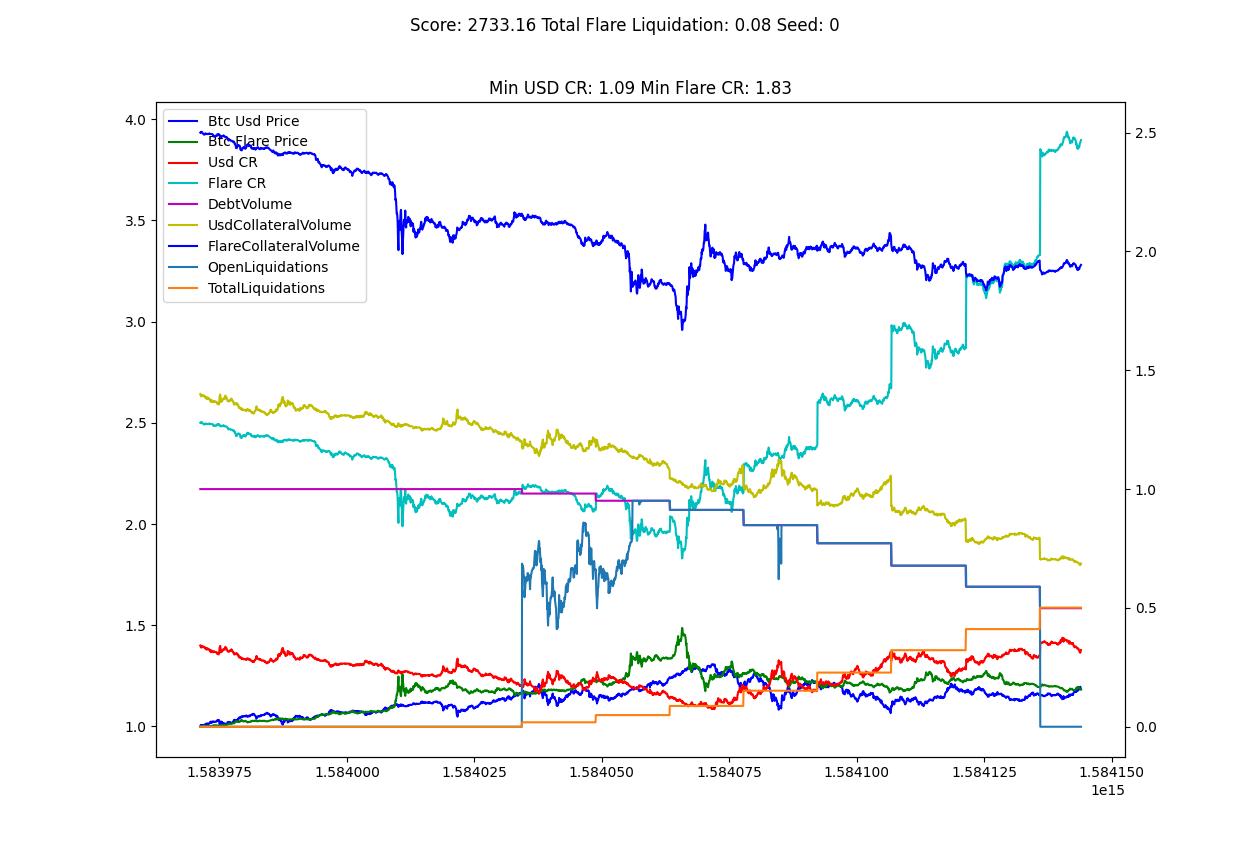 Score: 2733.16 Total Flare Liquidation: 0.08 Seed: 0
Min USD CR: 1.09 Min Flare CR: 1.83
Btc Usd Price
Btc Flare Price
Usd CR
Flare CR
DebtVolume
UsdCollateralVolume
FlareCollateralVolume
OpenLiquidations
TotalLiquidations
4.0
3.5
3.0
2.5
2.0
1.5
1.0
2.5
2.0
1.5
1.0
0.5
0.0
1.583975 1.584000 1.584025 1.584050 1.584075 1.584100 1.584125 1.584150
1e15